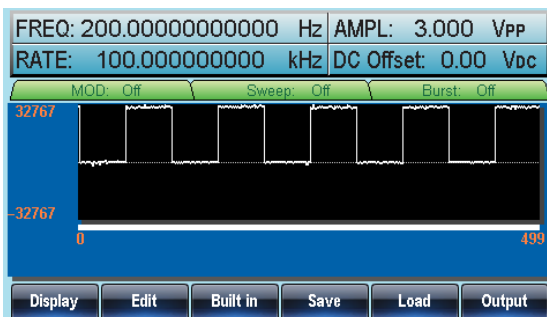 FREQ: 200.00000000000 Hz AMPL: 3.000 VPP
RATE: 100.000000000 kHz DC Offset: 0.00 VDC
MOD: Off Sweep: Off Burst: Off
32767
-32767
0 499
Display Edit Built in Save Load Output